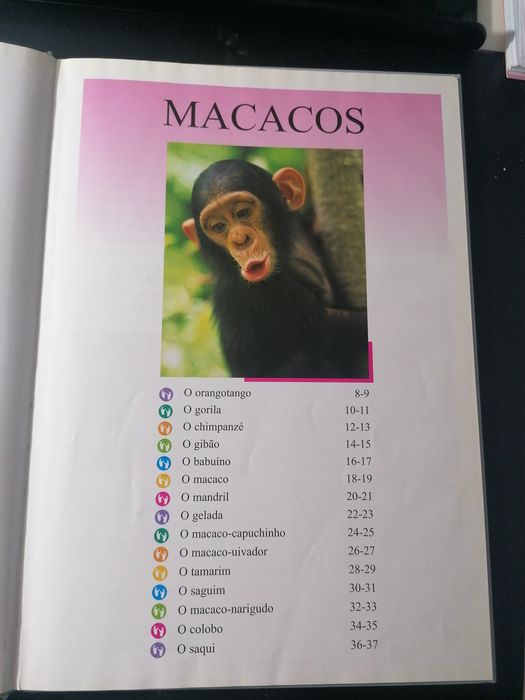 MACACOS
O orangotango 8-9
O gorila 10-11
O chimpanzé 12-13
O gibão 14-15
O babuíno 16-17
O macaco 18-19
O mandril 20-21
O gelada 22-23
O macaco-capuchinho 24-25
O macaco-uivador 26-27
O tamarim 28-29
O saguim 30-31
O macaco-narigudo 32-33
O colobo 34-35
O saqui 36-37